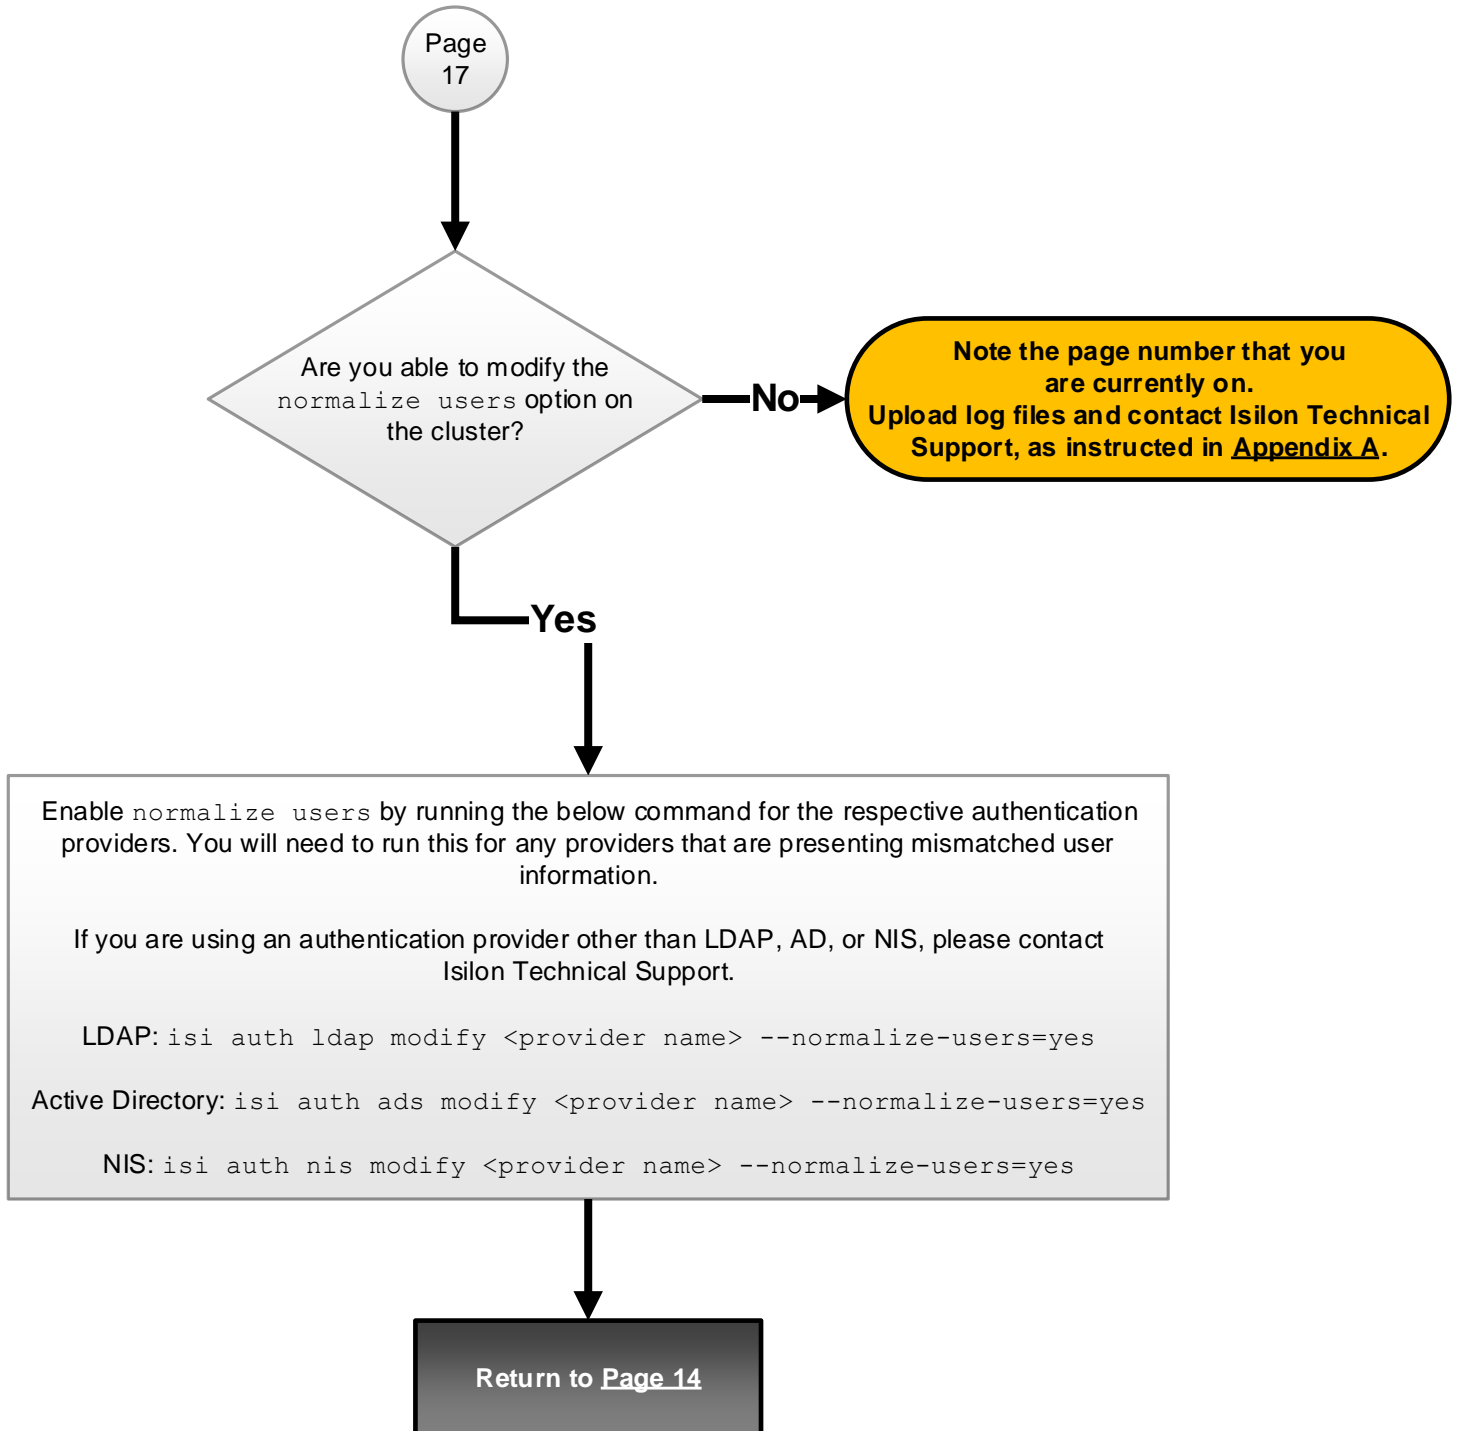 Page
17
Are you able to modify the
normalize users option on
the cluster?
No
Note the page number that you
are currently on.
Upload log files and contact Isilon Technical
Support, as instructed in Appendix A.
Yes
Enable normalize users by running the below command for the respective authentication
providers. You will need to run this for any providers that are presenting mismatched user
information.
If you are using an authentication provider other than LDAP, AD, or NIS, please contact
Isilon Technical Support.
LDAP: isi auth ldap modify <provider name> --normalize-users=yes
Active Directory: isi auth ads modify <provider name> --normalize-users=yes
NIS: isi auth nis modify <provider name> --normalize-users=yes
Return to Page 14